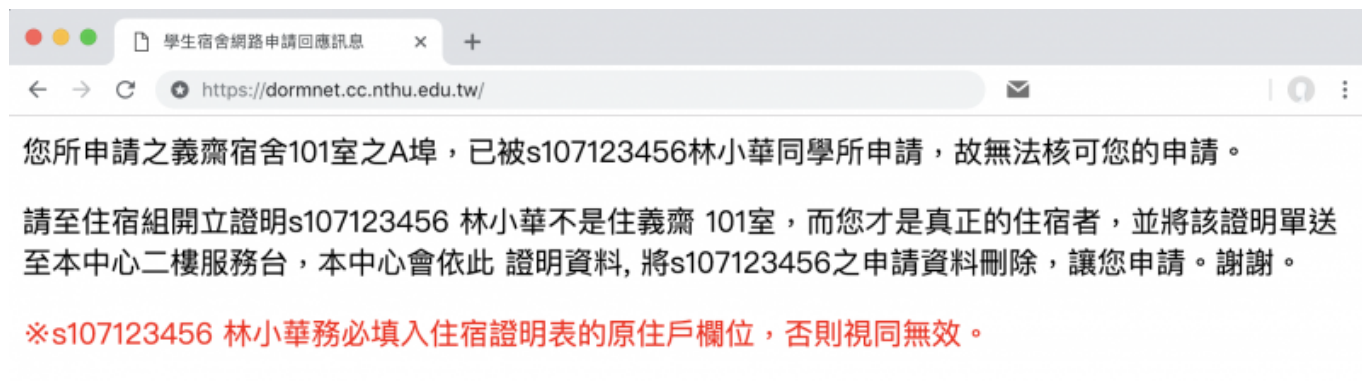 學生宿舍網路申請回應訊息
https://dormnet.cc.nthu.edu.tw/
您所申請之義齋宿舍101室之A埠，已被s107123456林小華同學所申請，故無法核可您的申請。
請至住宿組開立證明s107123456 林小華不是住義齋 101室，而您才是真正的住宿者，並將該證明單送
至本中心二樓服務台，本中心會依此 證明資料, 將s107123456之申請資料刪除，讓您申請。謝謝。
※s107123456 林小華務必填入住宿證明表的原住戶欄位，否則視同無效。